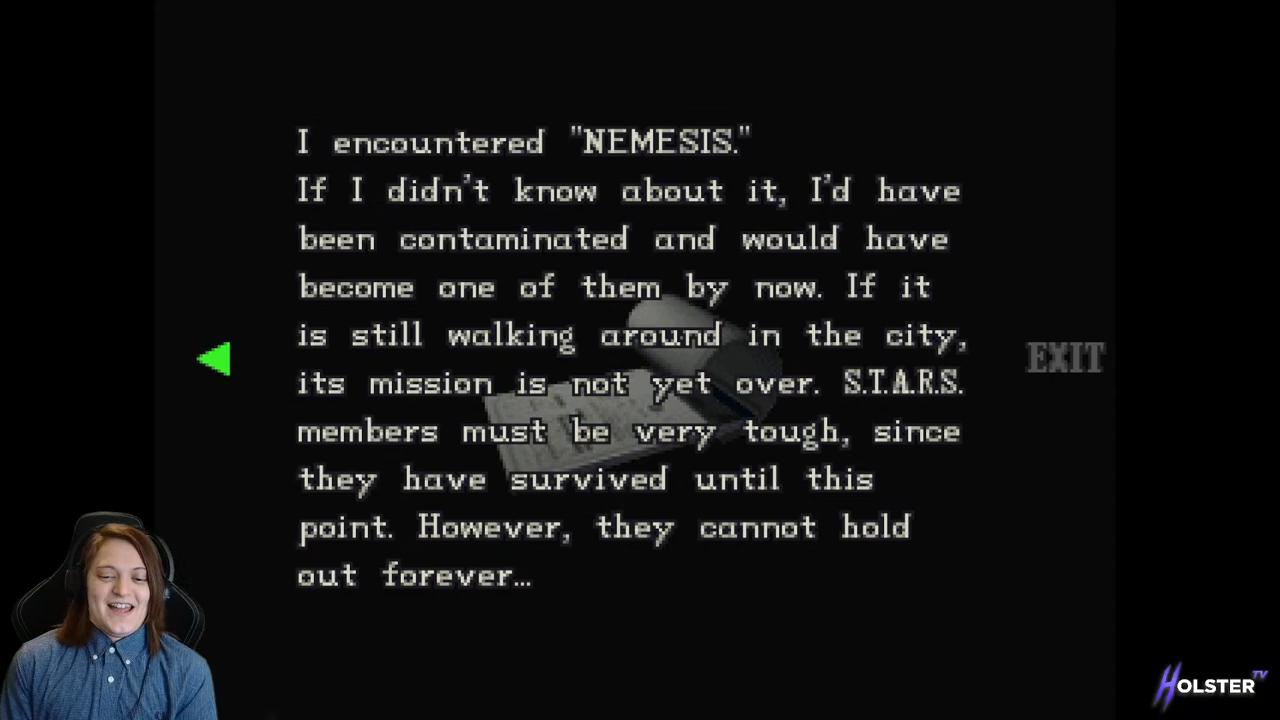 I encountered "NEMESIS."
If I didn't know about it, I'd have
been contaminated and would have
become one of them by now. If it
is still walking around in the city,
its mission is not yet over. S.T.A.R.S.
members must be very tough, since
they have survived until this
point. However, they cannot hold
out forever...
EXIT
HOLSTER TV